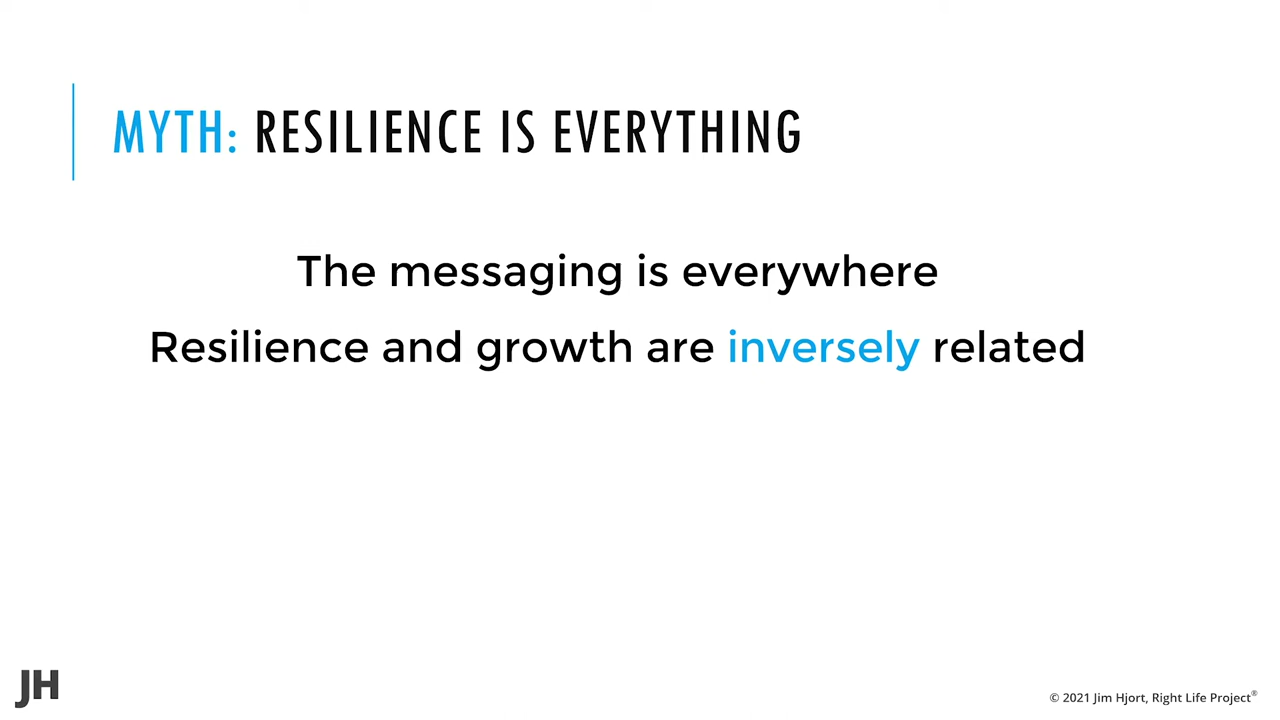 MYTH: RESILIENCE IS EVERYTHING
The messaging is everywhere
Resilience and growth are inversely related
JH
© 2021 Jim Hjort, Right Life Project®